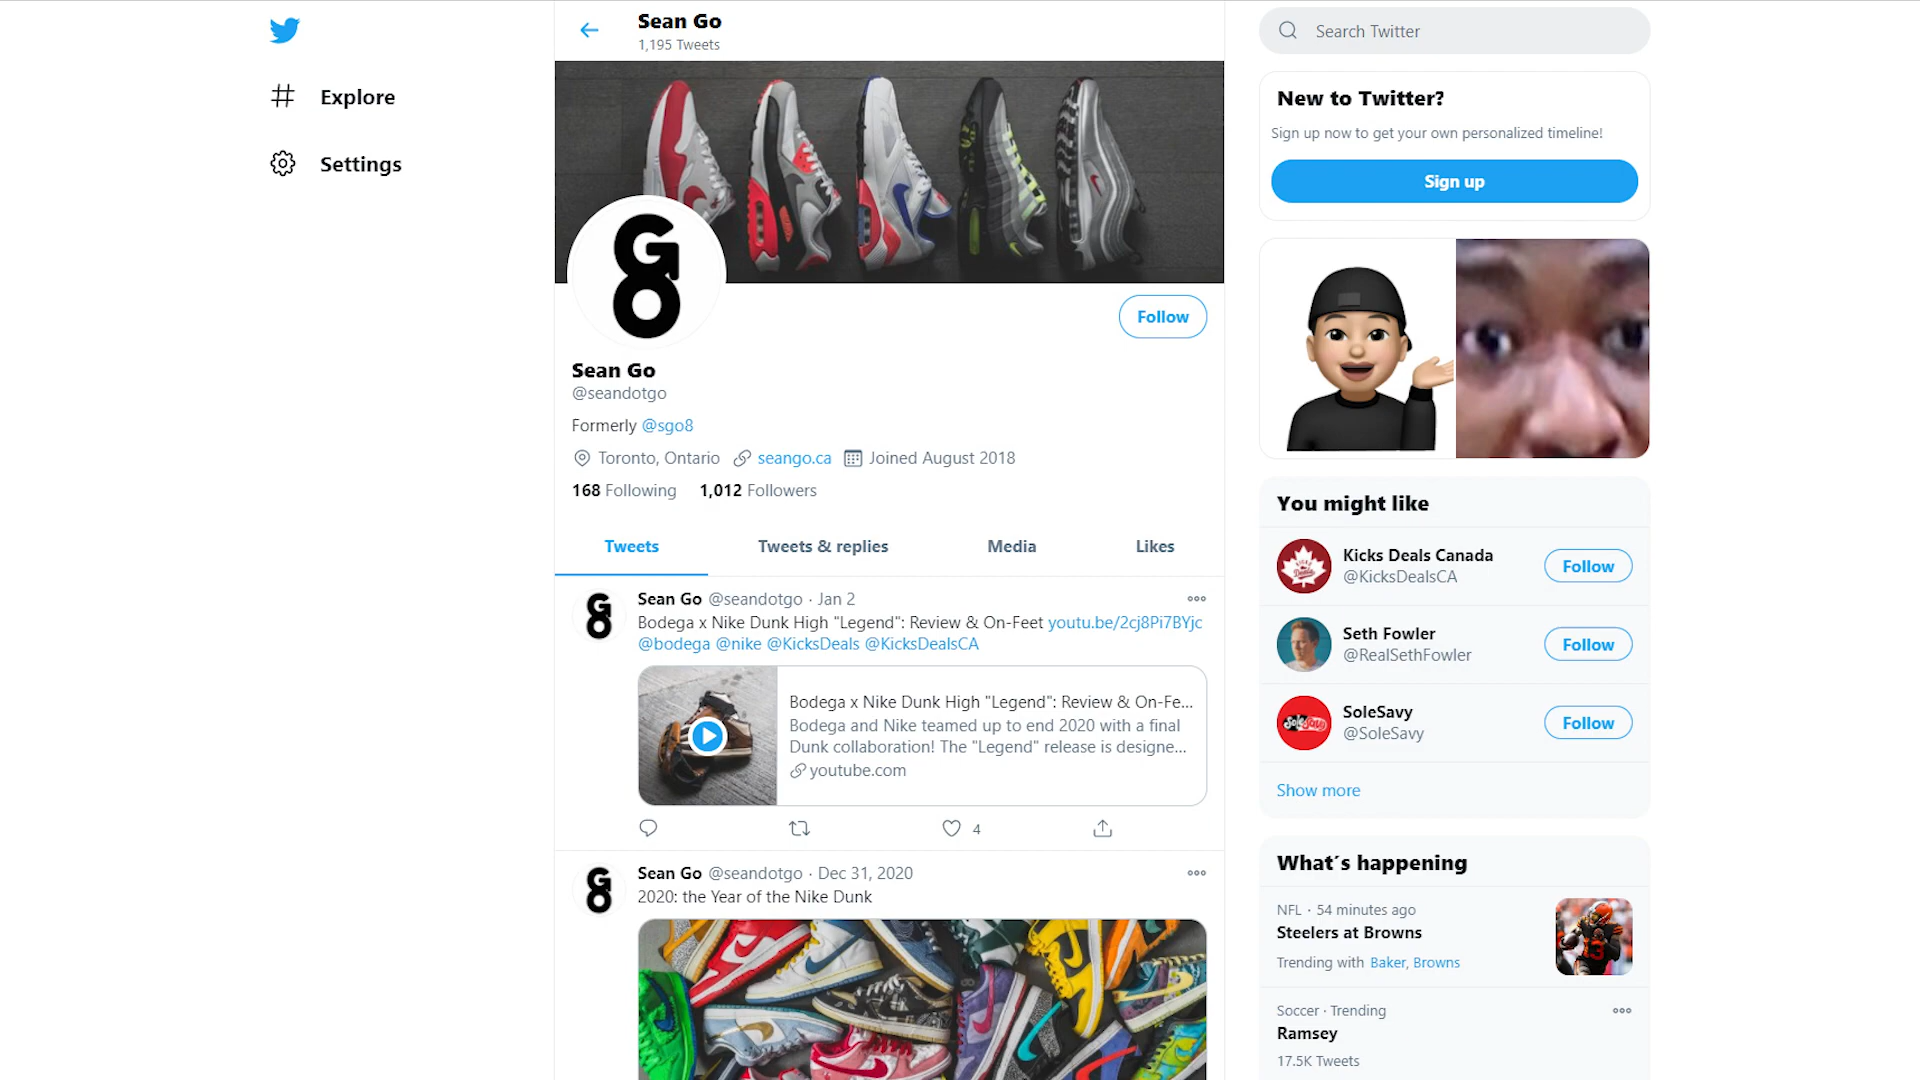 Sean Go
1,195 Tweets
Search Twitter
Explore
Settings
New to Twitter?
Sign up now to get your own personalized timeline!
Sign up
GO
Follow
Sean Go
@seandotgo
Formerly @sgo8
Toronto, Ontario seango.ca Joined August 2018
168 Following 1,012 Followers
Tweets Tweets & replies Media Likes
GO
Sean Go @seandotgo · Jan 2
Bodega x Nike Dunk High "Legend": Review & On-Feet youtu.be/2cj8Pi7BYjc
@bodega @nike @KicksDeals @KicksDealsCA
Bodega x Nike Dunk High "Legend": Review & On-Fe...
Bodega and Nike teamed up to end 2020 with a final
Dunk collaboration! The "Legend" release is designe...
youtube.com
4
GO
Sean Go @seandotgo · Dec 31, 2020
2020: the Year of the Nike Dunk
You might like
Kicks Deals Canada
@KicksDealsCA
Follow
Seth Fowler
@RealSethFowler
Follow
SoleSavy
SoleSavy
@SoleSavy
Follow
Show more
What´s happening
NFL · 54 minutes ago
Steelers at Browns
Trending with Baker, Browns
13
Soccer · Trending
Ramsey
17.5K Tweets